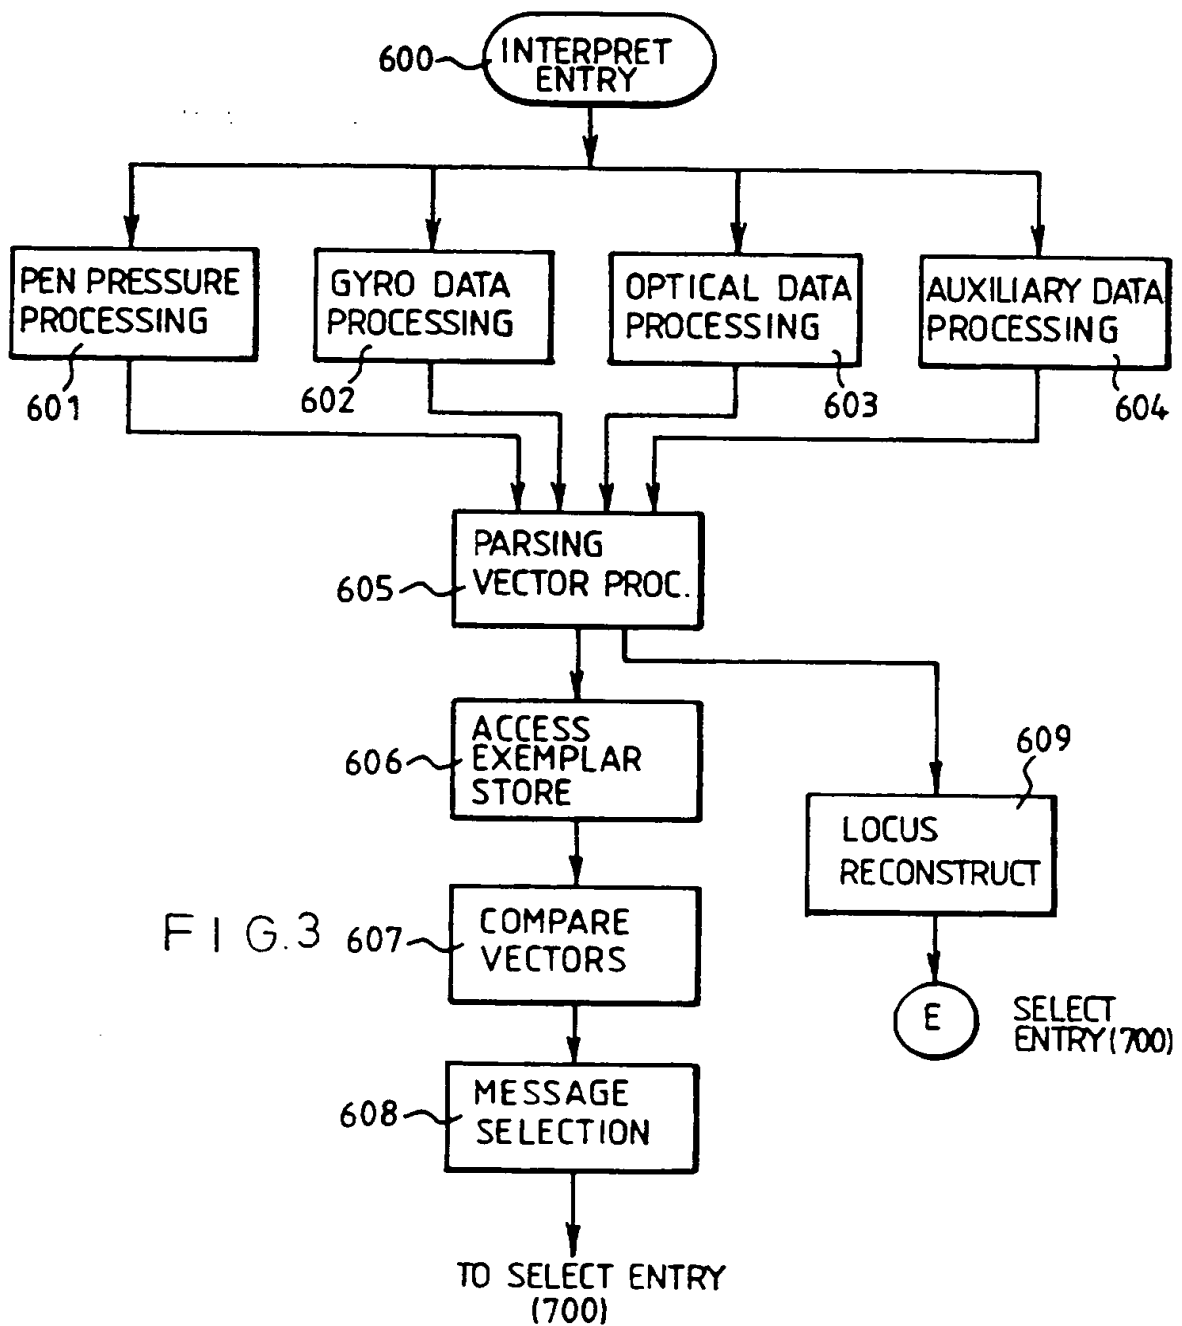 600
INTERPRET
ENTRY
PEN PRESSURE
PROCESSING
GYRO DATA
PROCESSING
OPTICAL DATA
PROCESSING
AUXILIARY DATA
PROCESSING
601
602
603
604
PARSING
VECTOR PROC.
605
ACCESS
EXEMPLAR
STORE
606
609
LOCUS
RECONSTRUCT
FIG.3
607
COMPARE
VECTORS
E
SELECT
ENTRY(700)
608
MESSAGE
SELECTION
TO SELECT ENTRY
(700)